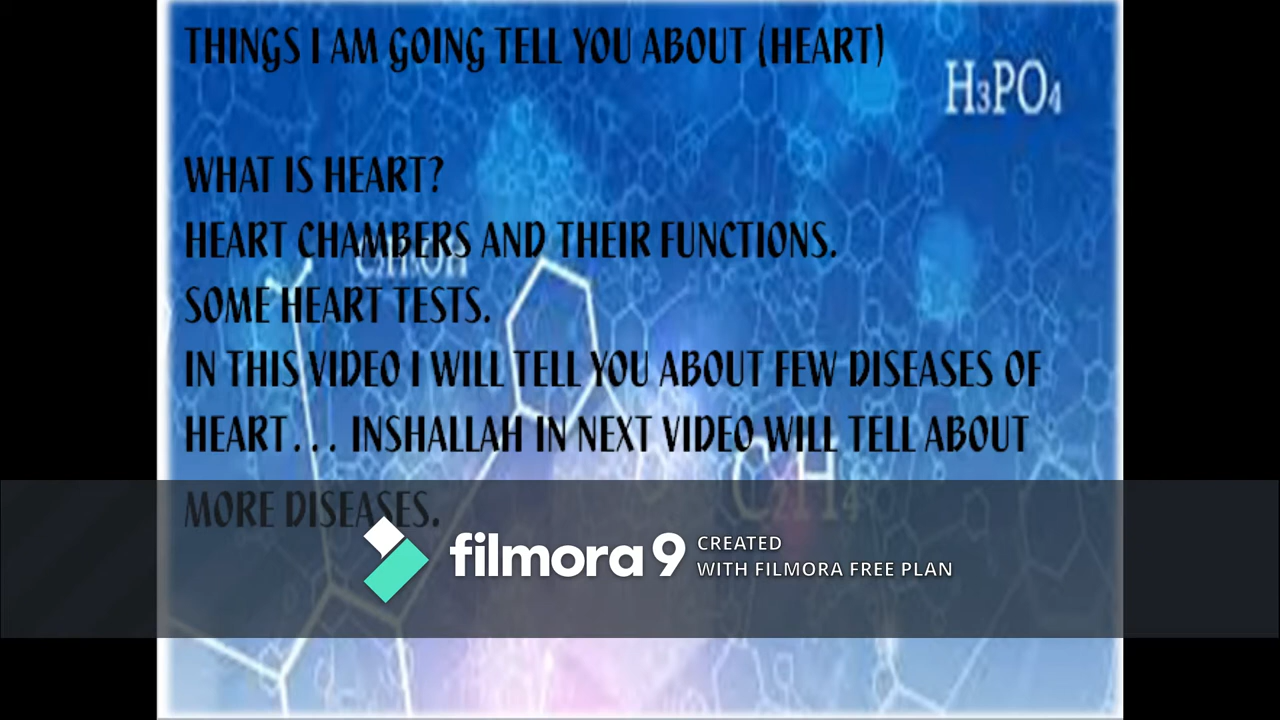 THINGS I AM GOING TELL YOU ABOUT (HEART)
H₃PO₄
WHAT IS HEART?
HEART CHAMBERS AND THEIR FUNCTIONS.
SOME HEART TESTS.
IN THIS VIDEO I WILL TELL YOU ABOUT FEW DISEASES OF
HEART... INSHALLAH IN NEXT VIDEO WILL TELL ABOUT
MORE DISEASES.
filmora 9
CREATED
WITH FILMORA FREE PLAN